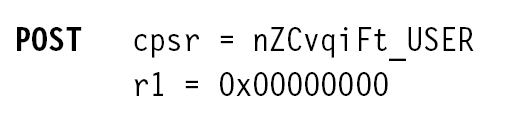 POST cpsr = nZCvqiFt_USER
r1 = 0x00000000